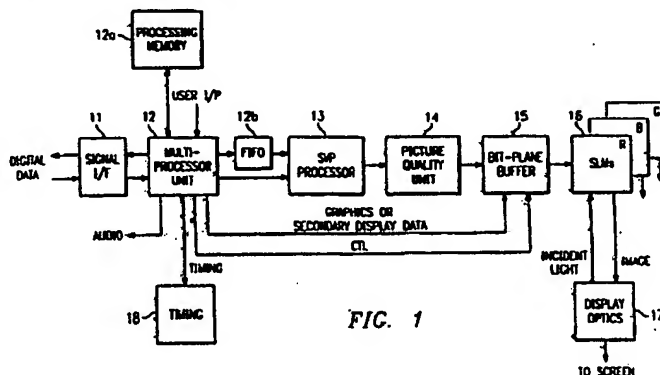 12a
PROCESSING
MEMORY
USER I/P
11
12
12b
13
14
15
16
DIGITAL
DATA
SIGNAL
I/F
MULTI-
PROCESSOR
UNIT
FIFO
SVP
PROCESSOR
PICTURE
QUALITY
UNIT
BIT-PLANE
BUFFER
SLMs
R
B
G
AUDIO
GRAPHICS OR
SECONDARY DISPLAY DATA
CTL
TIMING
INCIDENT
LIGHT
IMAGE
18
TIMING
FIG. 1
DISPLAY
OPTICS
17
TO SCREEN